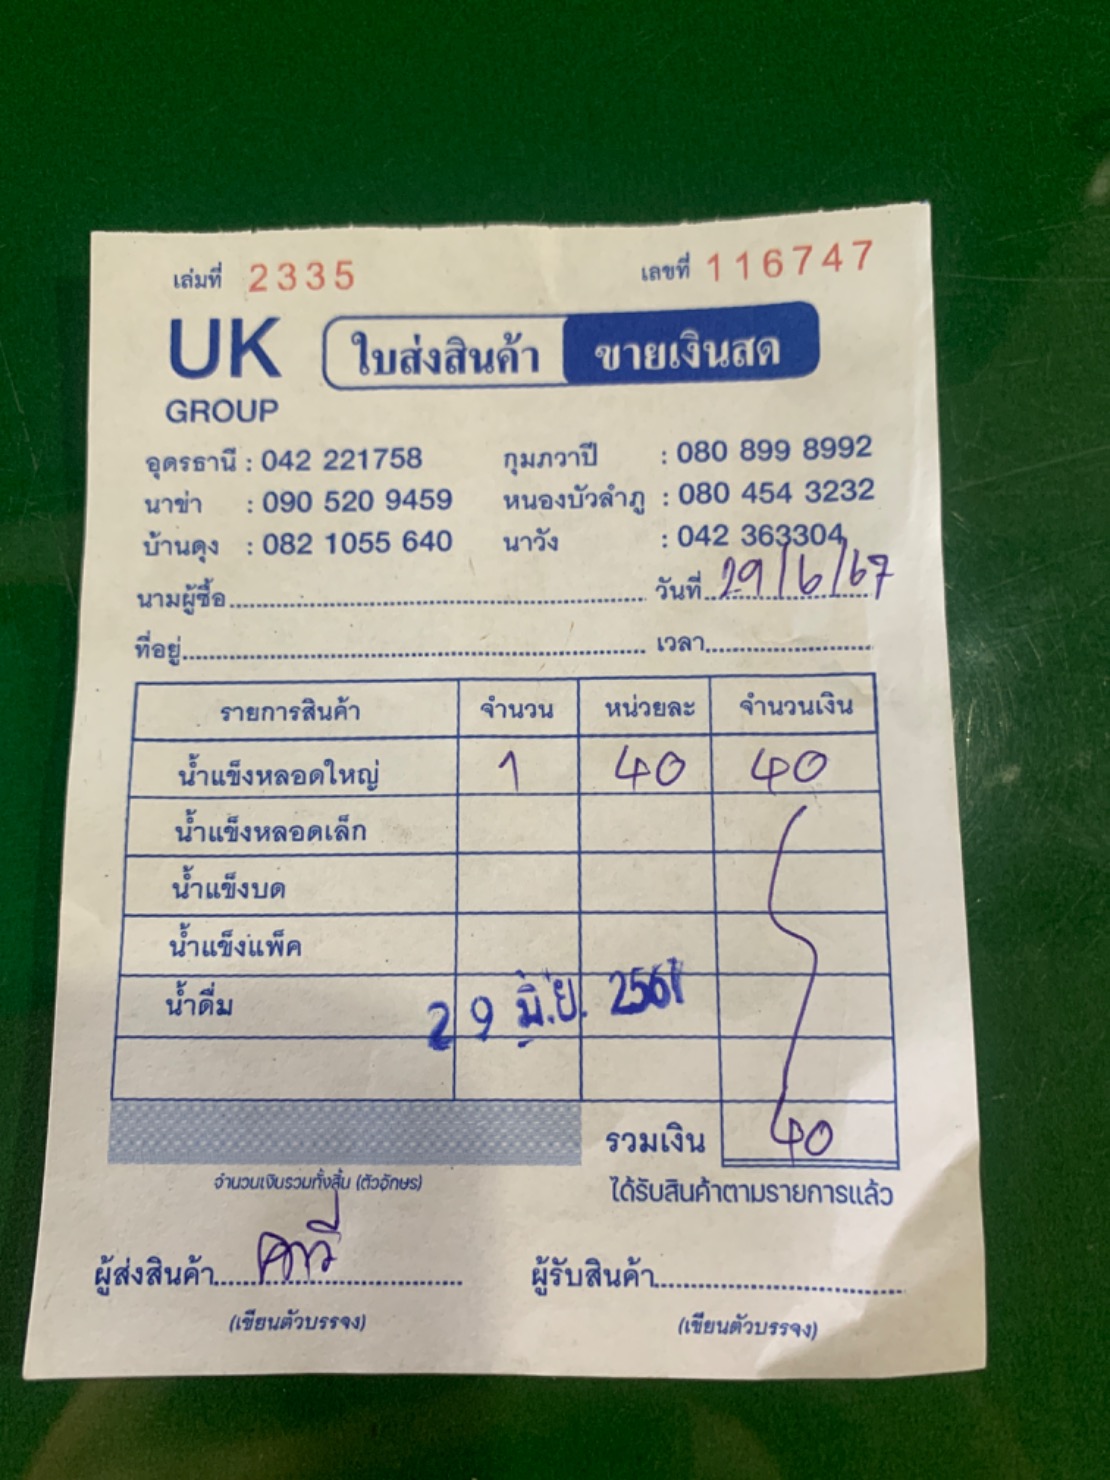 เล่มที่ 2335 เลขที่ 116747
UK GROUP ใบส่งสินค้า ขายเงินสด
อุดรธานี : 042 221758 กุมภวาปี : 080 899 8992
นาข่า : 090 520 9459 หนองบัวลำภู : 080 454 3232
บ้านดุง : 082 1055 640 นาวัง : 042 363304
นามผู้ซื้อ วันที่ 29/6/67
ที่อยู่ เวลา
รายการสินค้า จำนวน หน่วยละ จำนวนเงิน
น้ำแข็งหลอดใหญ่ 1 40 40
น้ำแข็งหลอดเล็ก
น้ำแข็งบด
น้ำแข็งแพ็ค
น้ำดื่ม
29 มิ.ย. 2567
รวมเงิน 40
จำนวนเงินรวมทั้งสิ้น (ตัวอักษร) ได้รับสินค้าตามรายการแล้ว
ผู้ส่งสินค้า ผู้รับสินค้า
(เขียนตัวบรรจง) (เขียนตัวบรรจง)